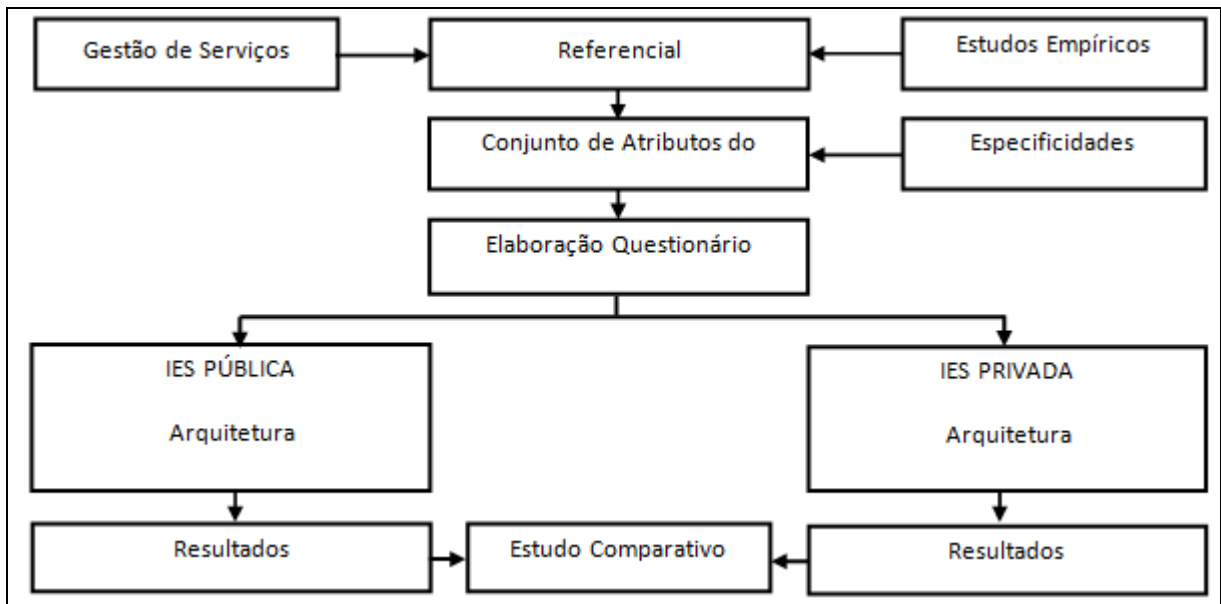 Gestão de Serviços
Referencial
Estudos Empíricos
Conjunto de Atributos do
Especificidades
Elaboração Questionário
IES PÚBLICA
Arquitetura
IES PRIVADA
Arquitetura
Resultados
Estudo Comparativo
Resultados